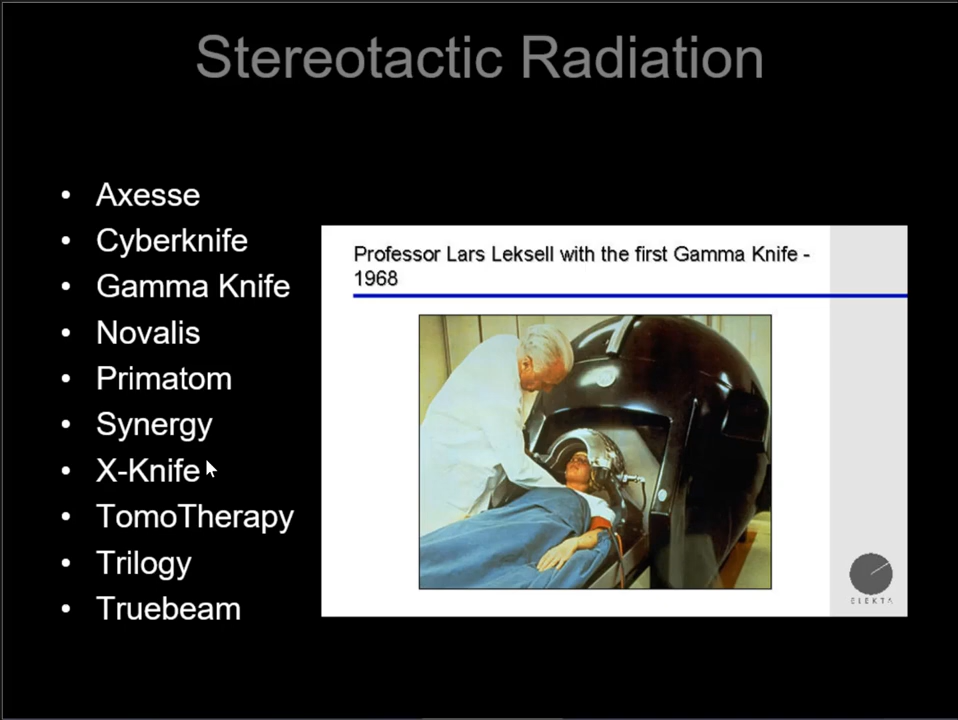 Stereotactic Radiation
• Axesse
• Cyberknife
• Gamma Knife
• Novalis
• Primatom
• Synergy
• X-Knife
• TomoTherapy
• Trilogy
• Truebeam
Professor Lars Leksell with the first Gamma Knife -
1968
ELEKTA